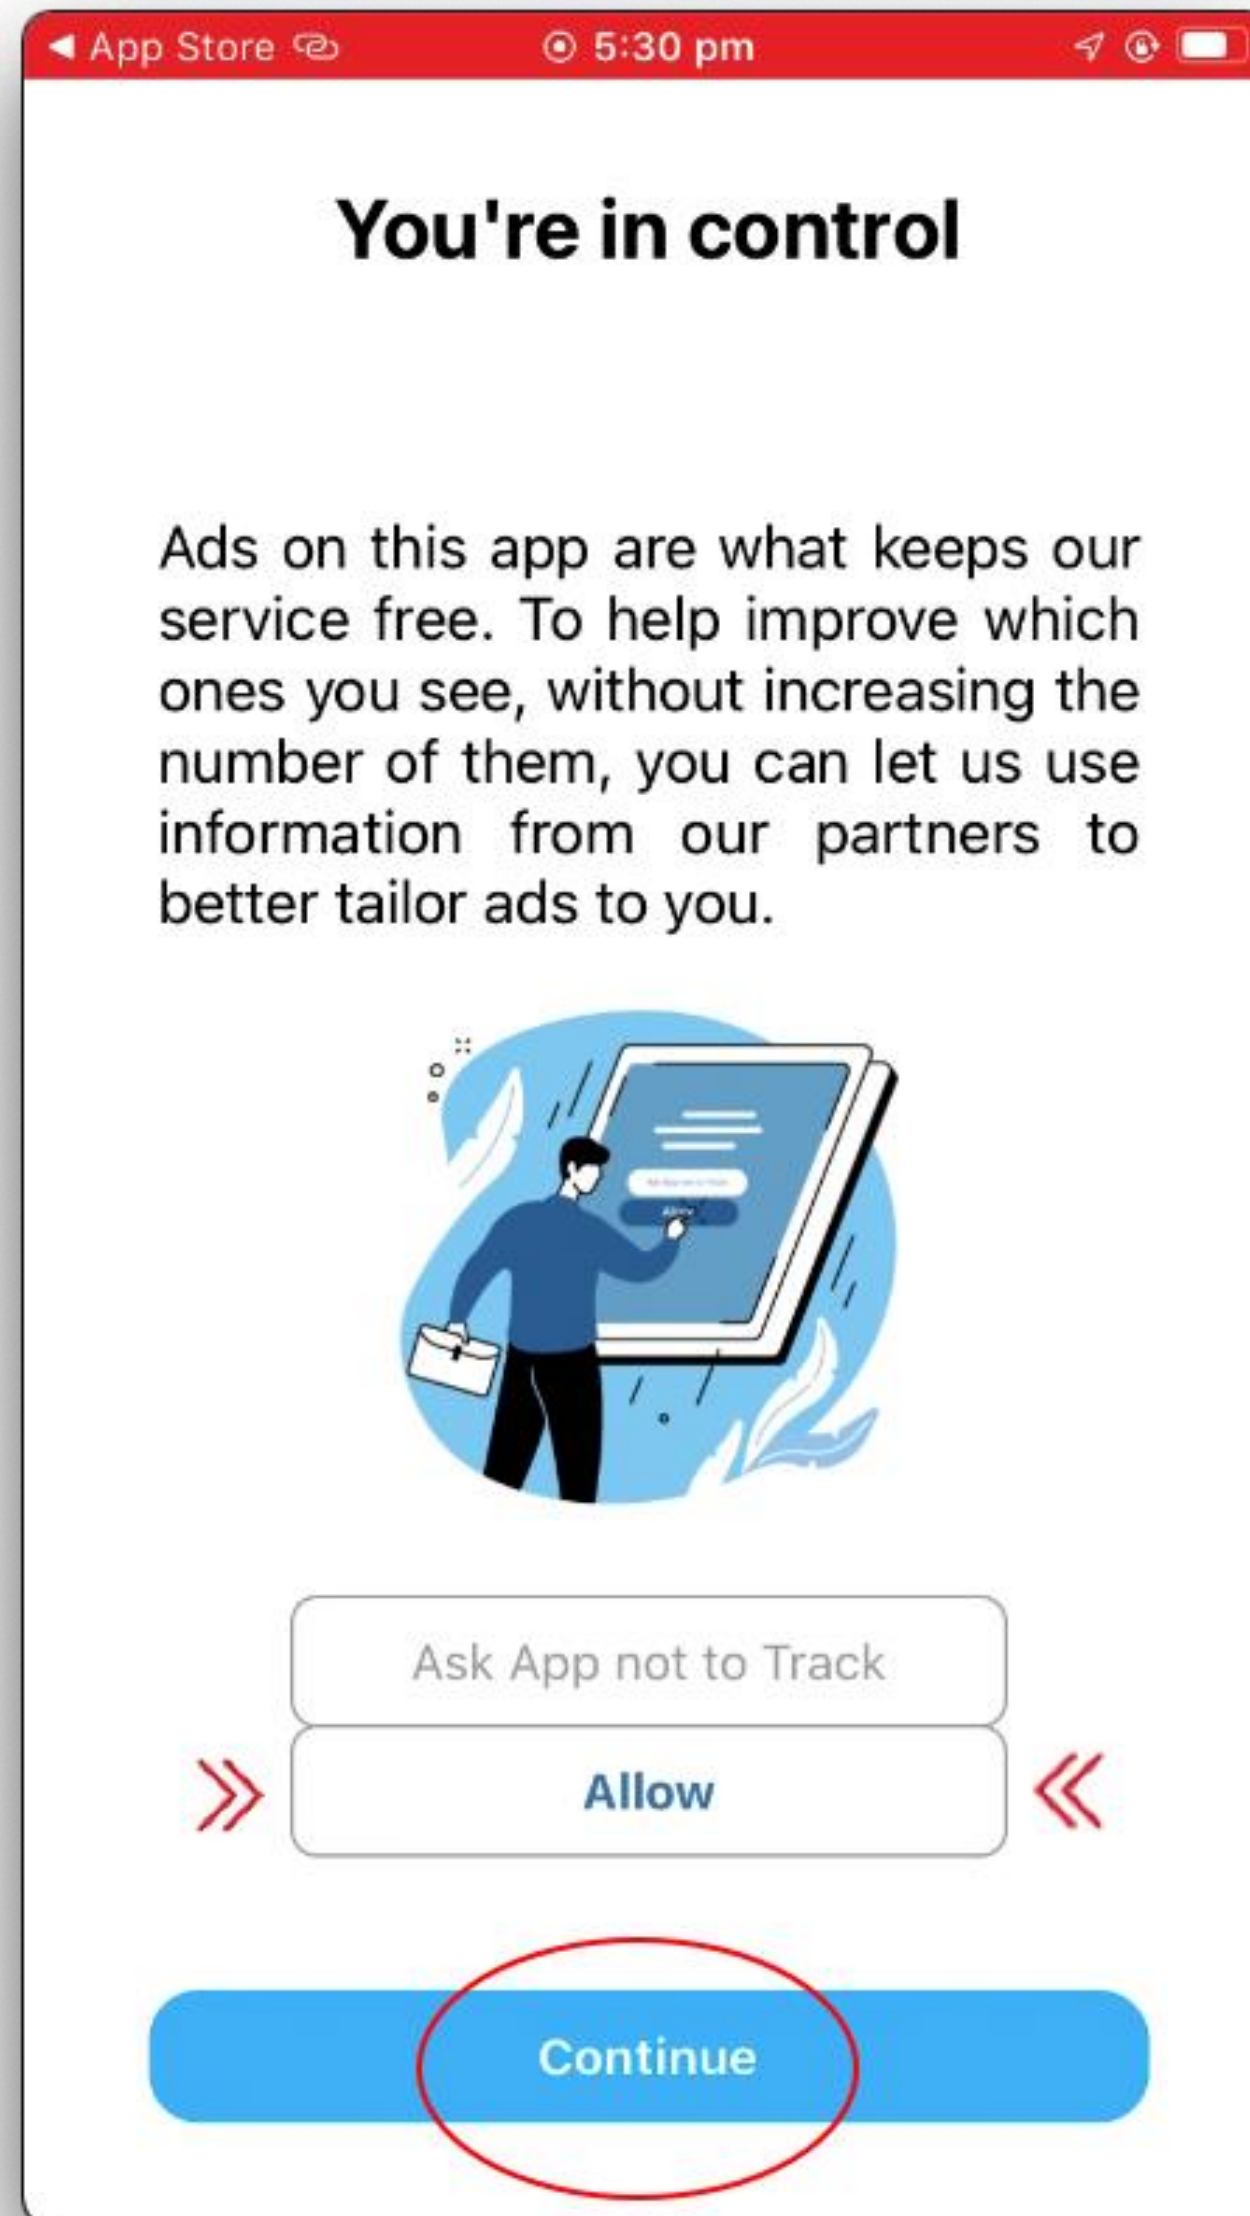 App Store 5:30 pm
You're in control
Ads on this app are what keeps our
service free. To help improve which
ones you see, without increasing the
number of them, you can let us use
information from our partners to
better tailor ads to you.
Ask App not to Track
Allow
Continue